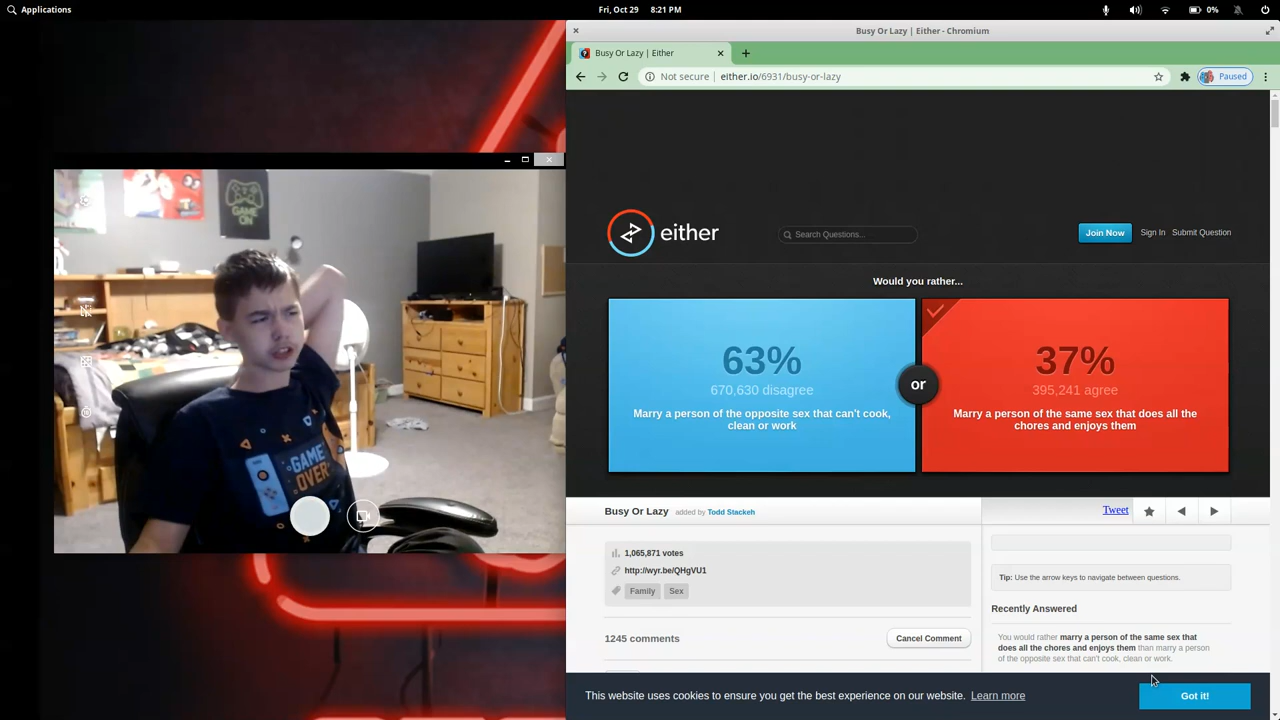 Applications
Fri, Oct 29 8:21 PM
0%
Busy Or Lazy | Either - Chromium
Busy Or Lazy | Either
Not secure
either.io/6931/busy-or-lazy
Paused
GAME
ON
GAME
OVER
either
Search Questions...
Join Now
Sign In
Submit Question
Would you rather...
63%
670,630 disagree
Marry a person of the opposite sex that can't cook,
clean or work
or
37%
395,241 agree
Marry a person of the same sex that does all the
chores and enjoys them
Busy Or Lazy added by Todd Stackeh
Tweet
1,065,871 votes
http://wyr.be/QHgVU1
Family
Sex
1245 comments
Cancel Comment
Tip: Use the arrow keys to navigate between questions.
Recently Answered
You would rather marry a person of the same sex that
does all the chores and enjoys them than marry a person
of the opposite sex that can't cook, clean or work.
This website uses cookies to ensure you get the best experience on our website. Learn more
Got it!